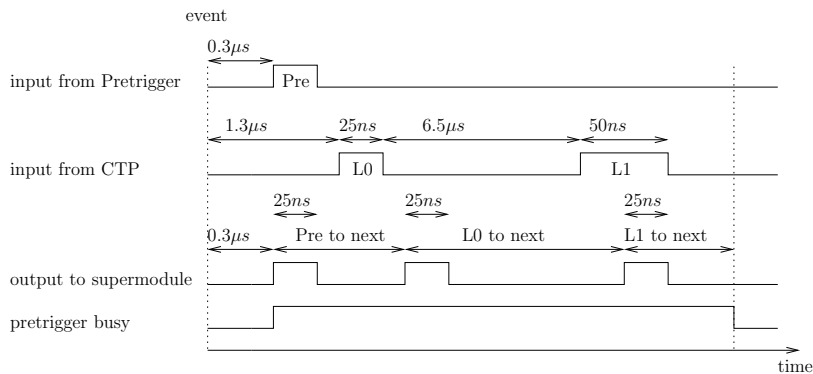 event
0.3μs
input from Pretrigger
Pre
1.3μs 25ns 6.5μs 50ns
input from CTP
L0 L1
25ns 25ns 25ns
0.3μs Pre to next L0 to next L1 to next
output to supermodule
pretrigger busy
time